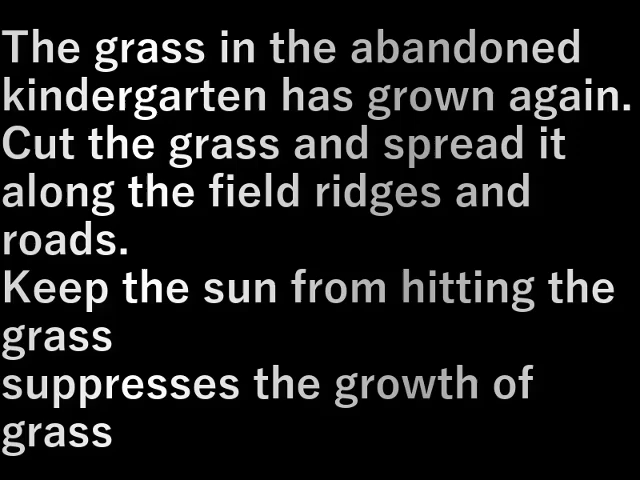 The grass in the abandoned
kindergarten has grown again.
Cut the grass and spread it
along the field ridges and
roads.
Keep the sun from hitting the
grass
suppresses the growth of
grass